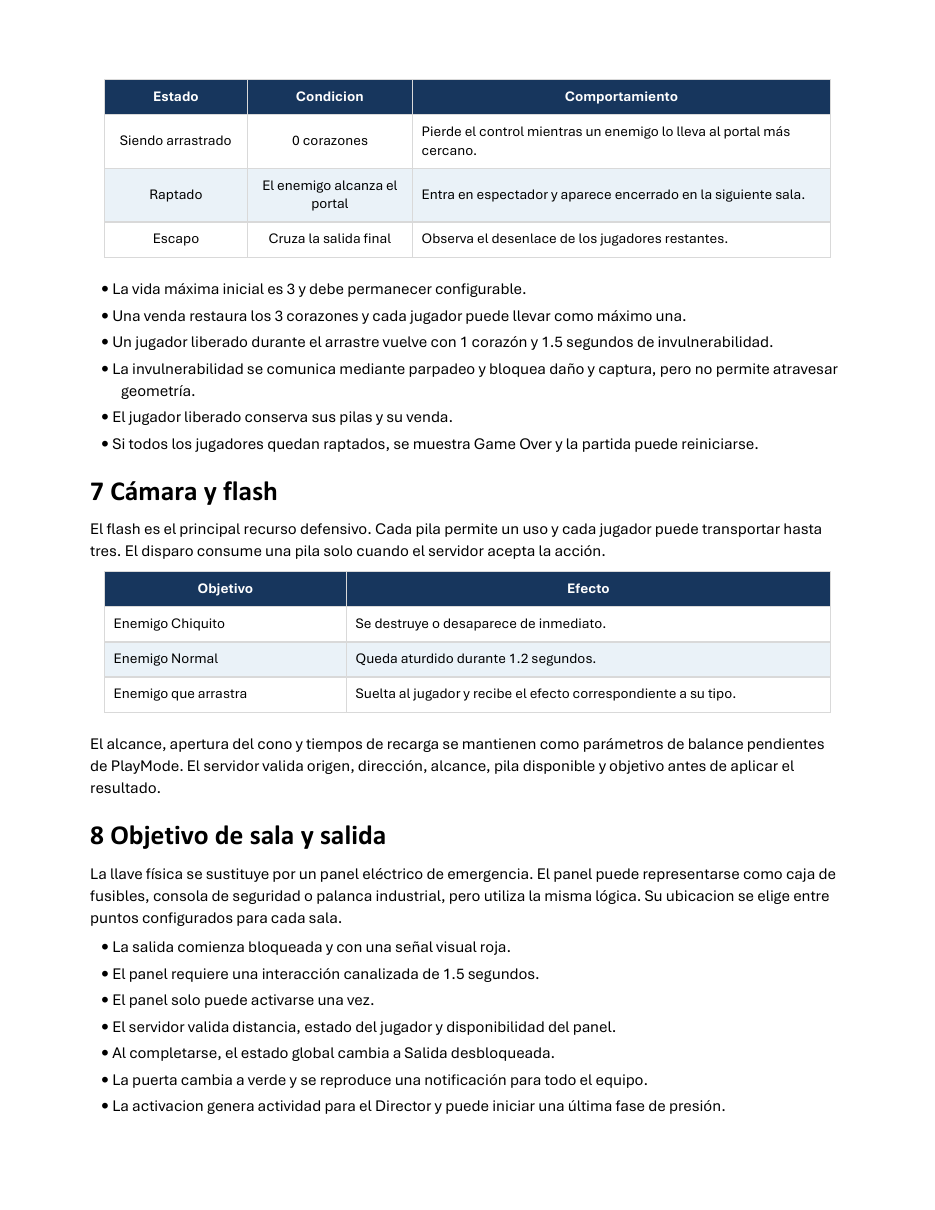 Estado Condicion Comportamiento
Siendo arrastrado 0 corazones Pierde el control mientras un enemigo lo lleva al portal más
cercano.
Raptado El enemigo alcanza el
portal Entra en espectador y aparece encerrado en la siguiente sala.
Escapo Cruza la salida final Observa el desenlace de los jugadores restantes.
• La vida máxima inicial es 3 y debe permanecer configurable.
• Una venda restaura los 3 corazones y cada jugador puede llevar como máximo una.
• Un jugador liberado durante el arrastre vuelve con 1 corazón y 1.5 segundos de invulnerabilidad.
• La invulnerabilidad se comunica mediante parpadeo y bloquea daño y captura, pero no permite atravesar
geometría.
• El jugador liberado conserva sus pilas y su venda.
• Si todos los jugadores quedan raptados, se muestra Game Over y la partida puede reiniciarse.
7 Cámara y flash
El flash es el principal recurso defensivo. Cada pila permite un uso y cada jugador puede transportar hasta
tres. El disparo consume una pila solo cuando el servidor acepta la acción.
Objetivo Efecto
Enemigo Chiquito Se destruye o desaparece de inmediato.
Enemigo Normal Queda aturdido durante 1.2 segundos.
Enemigo que arrastra Suelta al jugador y recibe el efecto correspondiente a su tipo.
El alcance, apertura del cono y tiempos de recarga se mantienen como parámetros de balance pendientes
de PlayMode. El servidor valida origen, dirección, alcance, pila disponible y objetivo antes de aplicar el
resultado.
8 Objetivo de sala y salida
La llave física se sustituye por un panel eléctrico de emergencia. El panel puede representarse como caja de
fusibles, consola de seguridad o palanca industrial, pero utiliza la misma lógica. Su ubicacion se elige entre
puntos configurados para cada sala.
• La salida comienza bloqueada y con una señal visual roja.
• El panel requiere una interacción canalizada de 1.5 segundos.
• El panel solo puede activarse una vez.
• El servidor valida distancia, estado del jugador y disponibilidad del panel.
• Al completarse, el estado global cambia a Salida desbloqueada.
• La puerta cambia a verde y se reproduce una notificación para todo el equipo.
• La activacion genera actividad para el Director y puede iniciar una última fase de presión.